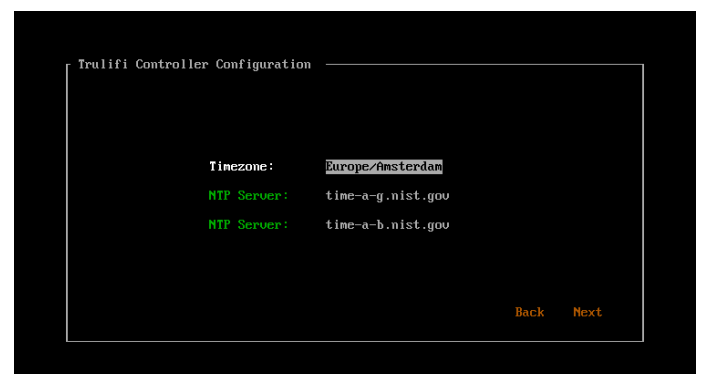 Trulifi Controller Configuration
Timezone: Europe/Amsterdam
NTP Server: time-a-g.nist.gov
NTP Server: time-a-b.nist.gov
Back Next